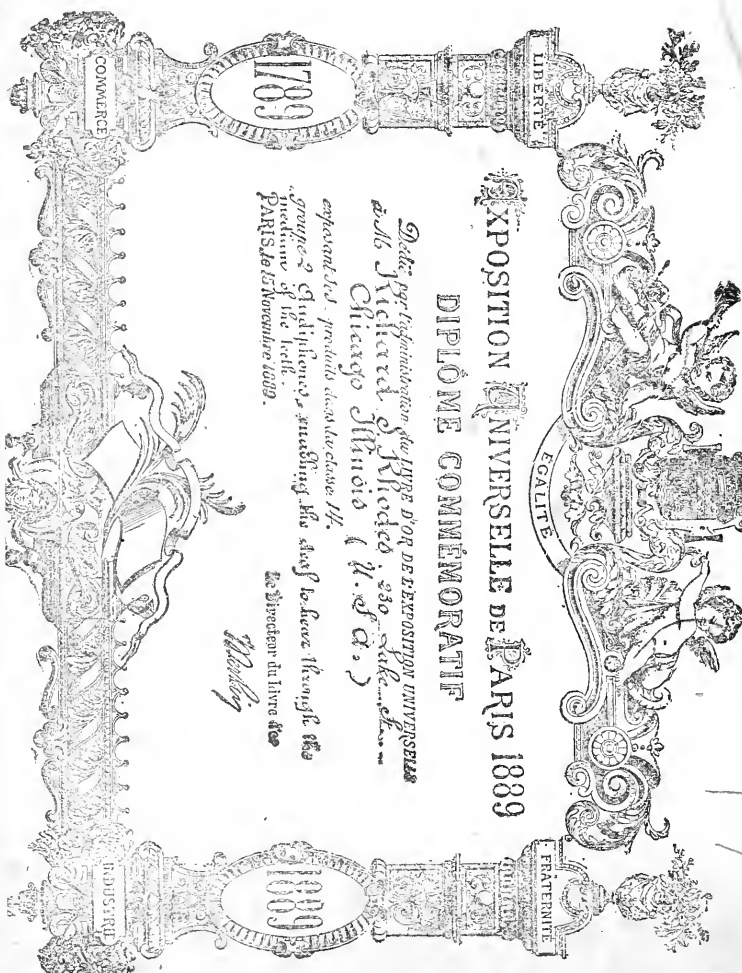 LIBERTÉ
ÉGALITÉ
FRATERNITÉ
1789
1889
EXPOSITION UNIVERSELLE DE PARIS 1889
DIPLÔME COMMÉMORATIF
Dédié par l'administration du LIVRE D'OR DE L'EXPOSITION UNIVERSELLE
à M. Richard S. Rhodes, 230 Lake St.
Chicago Illinois (U. S. A.)
exposant des produits dans la classe 14.
groupe 2 Audiphones, enabling the deaf to hear through the
medium of the teeth.
PARIS, le 15 Novembre 1889.
Le Directeur du Livre d'or
COMMERCE
INDUSTRIE